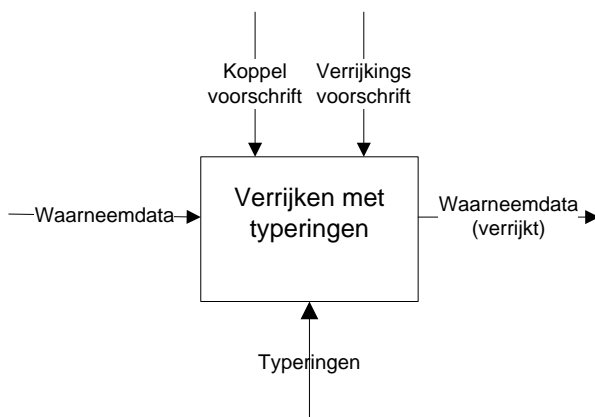 Koppel
voorschrift
Verrijkings
voorschrift
Waarneemdata
Verrijken met
typeringen
Waarneemdata
(verrijkt)
Typeringen